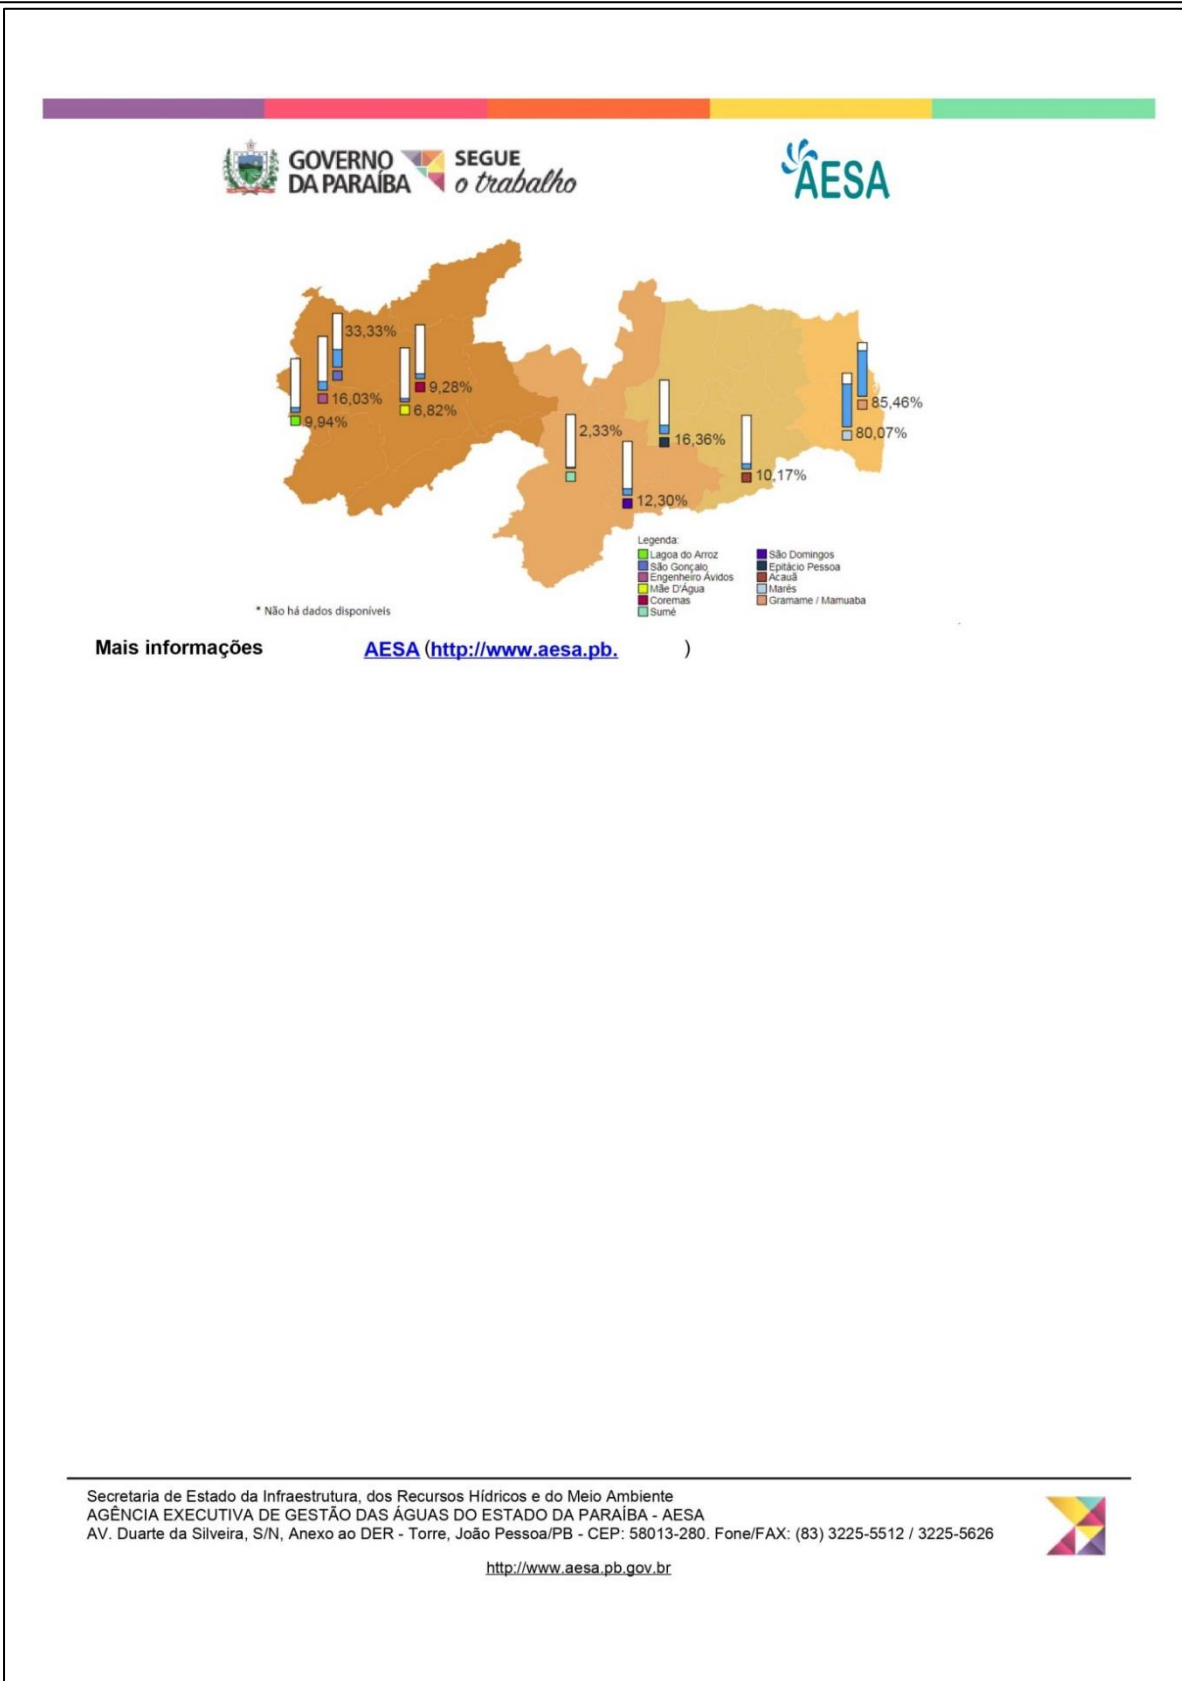 GOVERNO
DA PARAÍBA
SEGUE
o trabalho
AESA
33,33%
9,28%
16,03%
6,82%
9,94%
85,46%
80,07%
2,33%
16,36%
10,17%
12,30%
Legenda:
Lagoa do Arroz
São Gonçalo
Engenheiro Ávidos
Mãe D'Água
Coremas
Sumé
São Domingos
Epitácio Pessoa
Acauã
Marés
Gramame / Mamuaba
* Não há dados disponíveis
Mais informações AESA (http://www.aesa.pb. )
Secretaria de Estado da Infraestrutura, dos Recursos Hídricos e do Meio Ambiente
AGÊNCIA EXECUTIVA DE GESTÃO DAS ÁGUAS DO ESTADO DA PARAÍBA - AESA
AV. Duarte da Silveira, S/N, Anexo ao DER - Torre, João Pessoa/PB - CEP: 58013-280. Fone/FAX: (83) 3225-5512 / 3225-5626
http://www.aesa.pb.gov.br